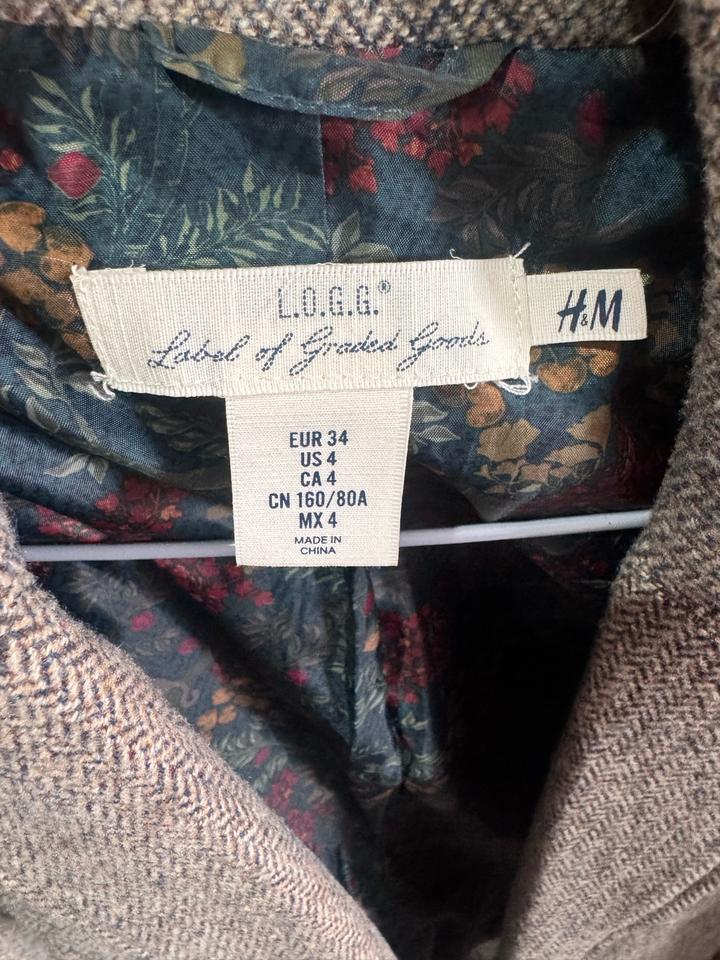 L.O.G.G.®
Label of Graded Goods
H&M
EUR 34
US 4
CA 4
CN 160/80A
MX 4
MADE IN
CHINA